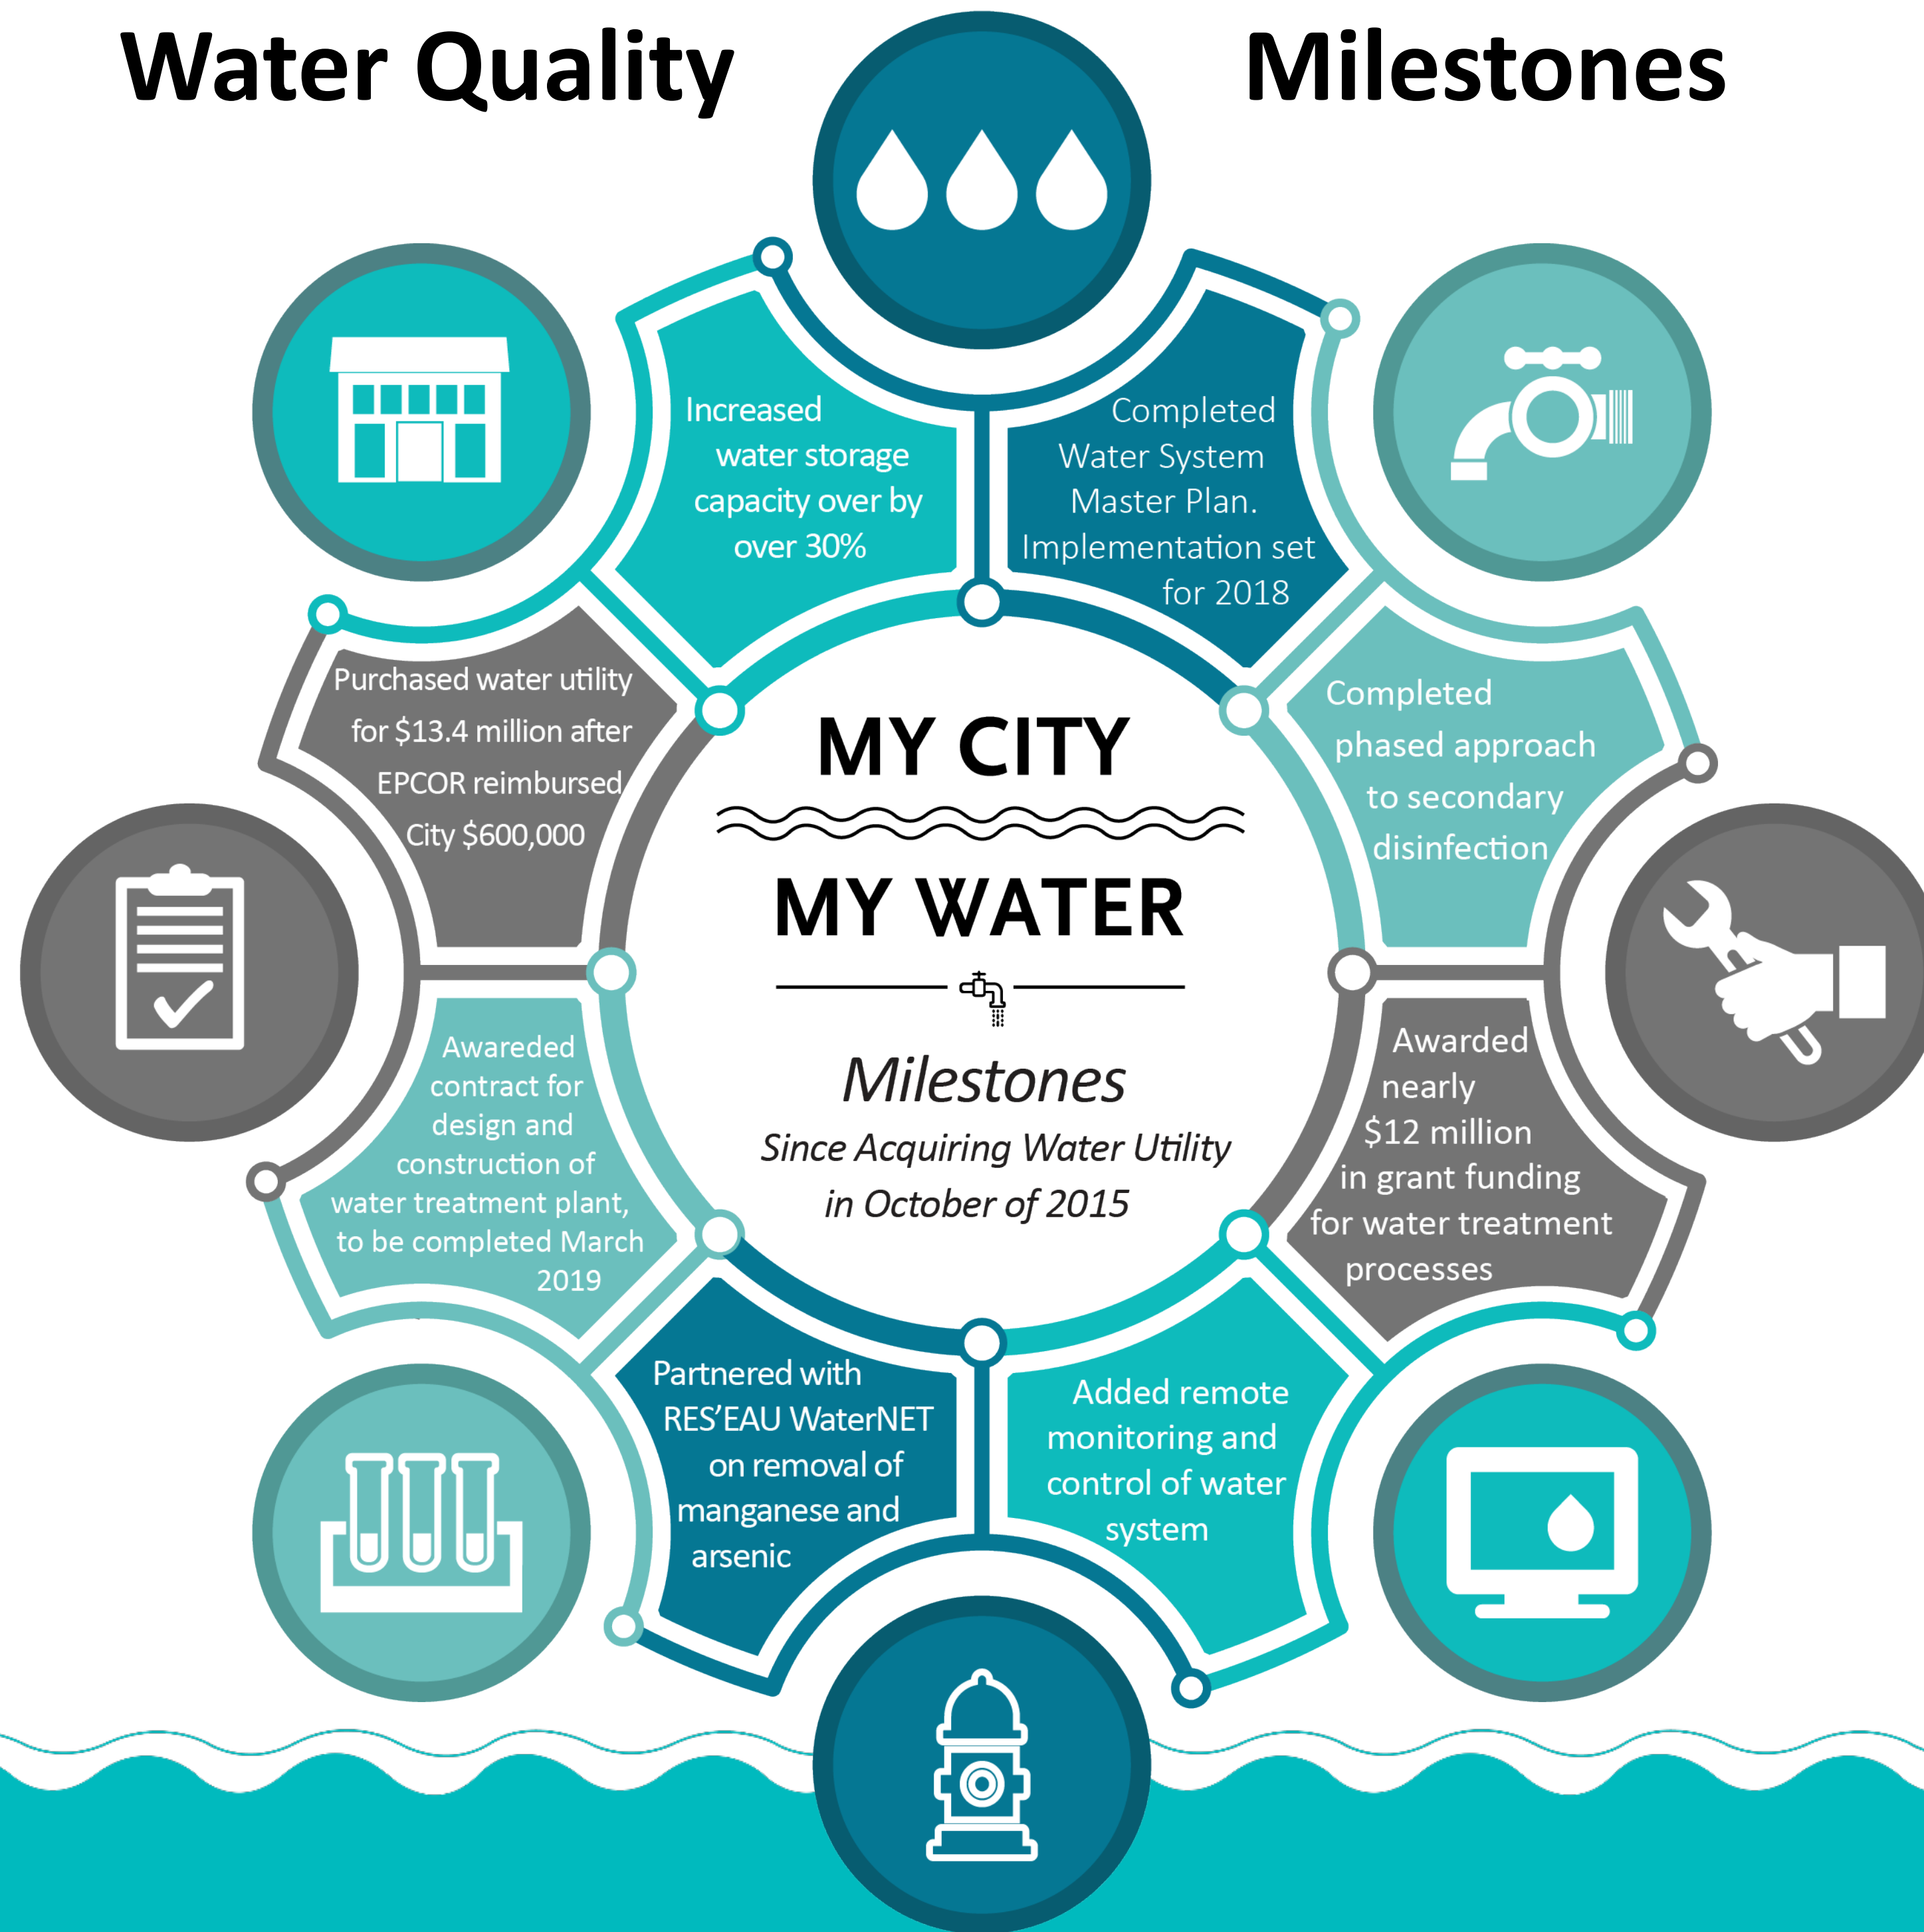 Water Quality
Milestones
Increased
water storage
capacity over by
over 30%
Completed
Water System
Master Plan.
Implementation set
for 2018
Purchased water utility
for $13.4 million after
EPCOR reimbursed
City $600,000
Completed
phased approach
to secondary
disinfection
MY CITY
MY WATER
Milestones
Since Acquiring Water Utility
in October of 2015
Awareded
contract for
design and
construction of
water treatment plant,
to be completed March
2019
Awarded
nearly
$12 million
in grant funding
for water treatment
processes
Partnered with
RES'EAU WaterNET
on removal of
manganese and
arsenic
Added remote
monitoring and
control of water
system